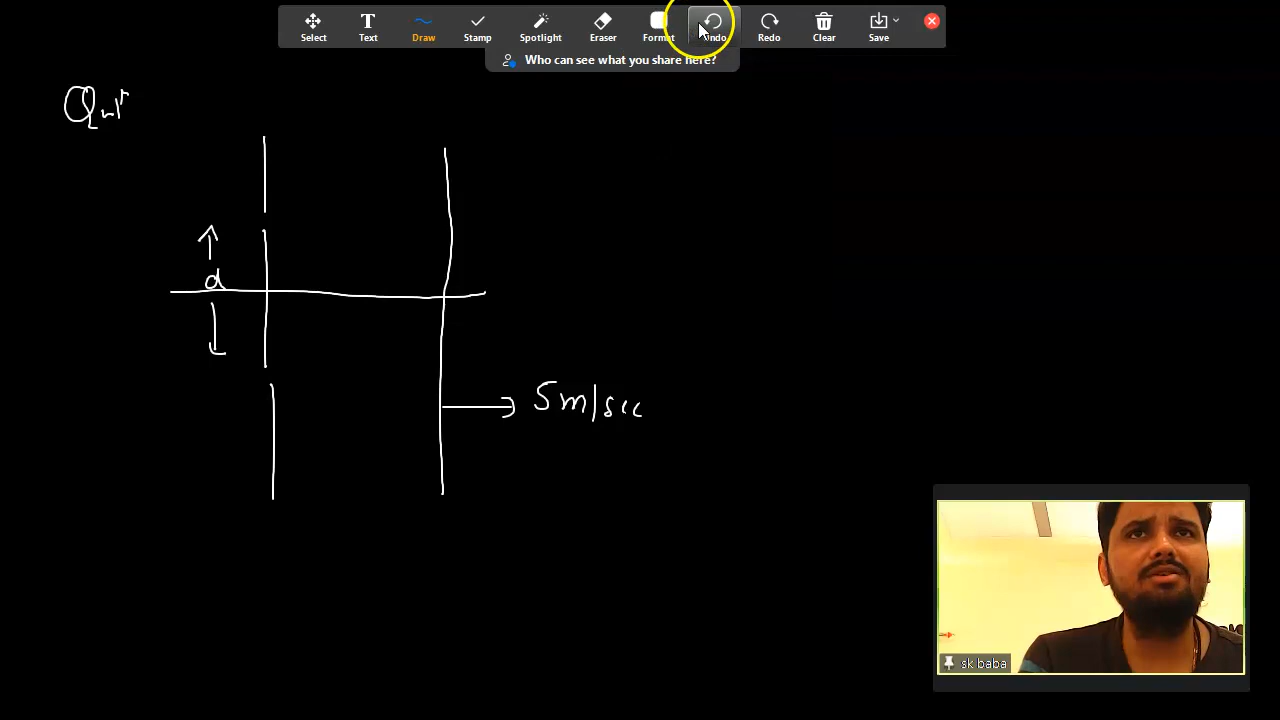 Select Text Draw Stamp Spotlight Eraser Format Undo Redo Clear Save
Who can see what you share here?
d
5m/sec
sk baba